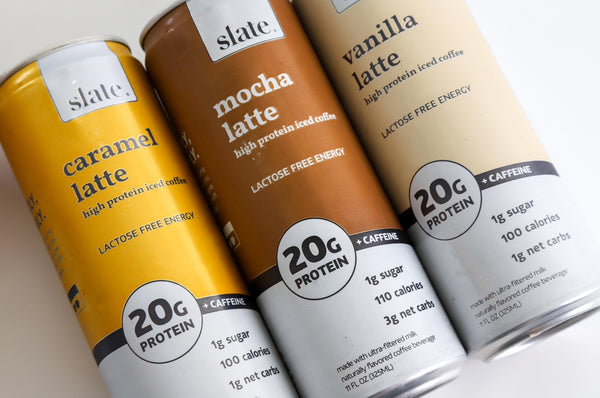 slate.
caramel
latte
high protein iced coffee
LACTOSE FREE ENERGY
20G
PROTEIN
+ CAFFEINE
1g sugar
100 calories
1g net carbs
slate.
mocha
latte
high protein iced coffee
LACTOSE FREE ENERGY
20G
PROTEIN
+ CAFFEINE
1g sugar
110 calories
3g net carbs
made with ultra-filtered milk
naturally flavored coffee beverage
11 FL OZ (325ML)
vanilla
latte
high protein iced coffee
LACTOSE FREE ENERGY
20G
PROTEIN
+ CAFFEINE
1g sugar
100 calories
1g net carbs
made with ultra-filtered milk
naturally flavored coffee beverage
11 FL OZ (325ML)